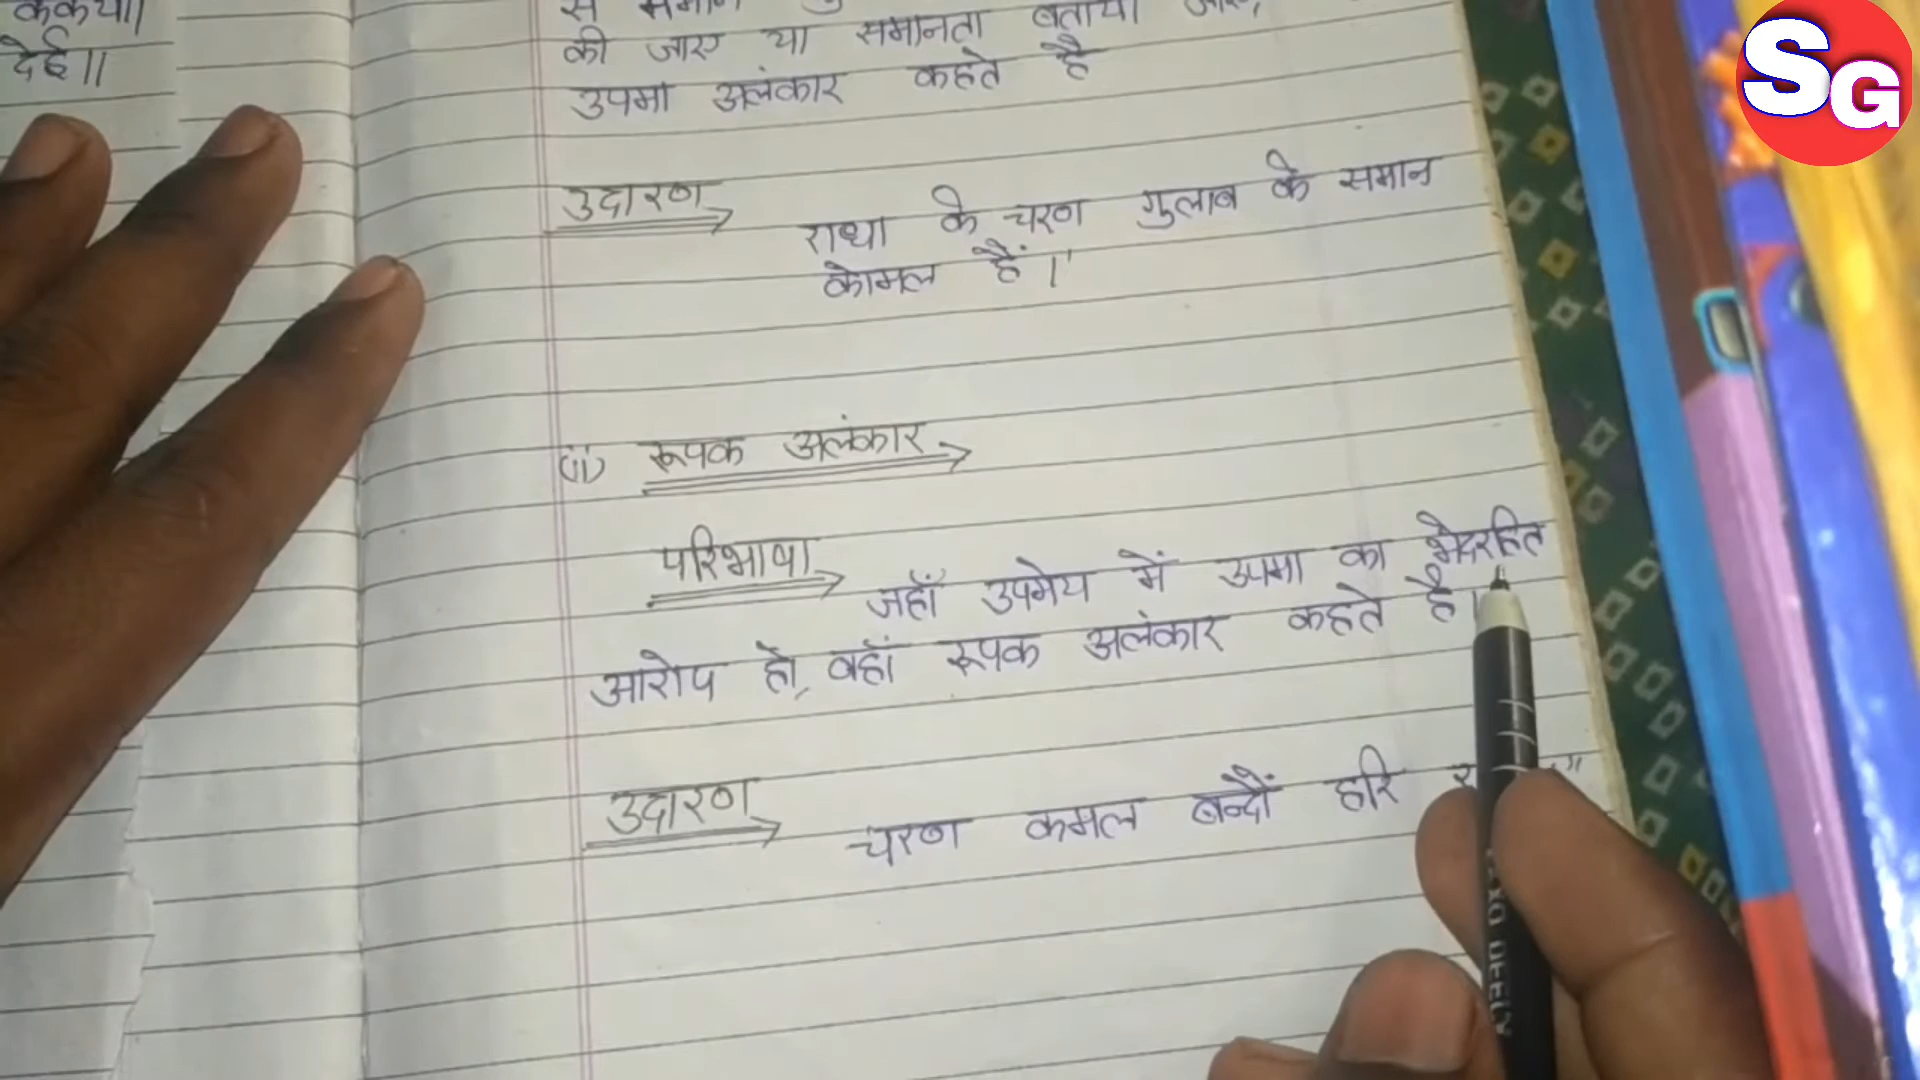 देई।।
की जाए या समानता बताया जाए,
उपमा अलंकार कहते है
उदारण
राधा के चरण गुलाब के समान
कोमल हैं।"
(ii) रूपक अलंकार
परिभाषा
जहाँ उपमेय में उपमा का भेदरहित
आरोप हो, वहाँ रूपक अलंकार कहते है।
उदारण
चरण कमल बन्दौं हरि
SG